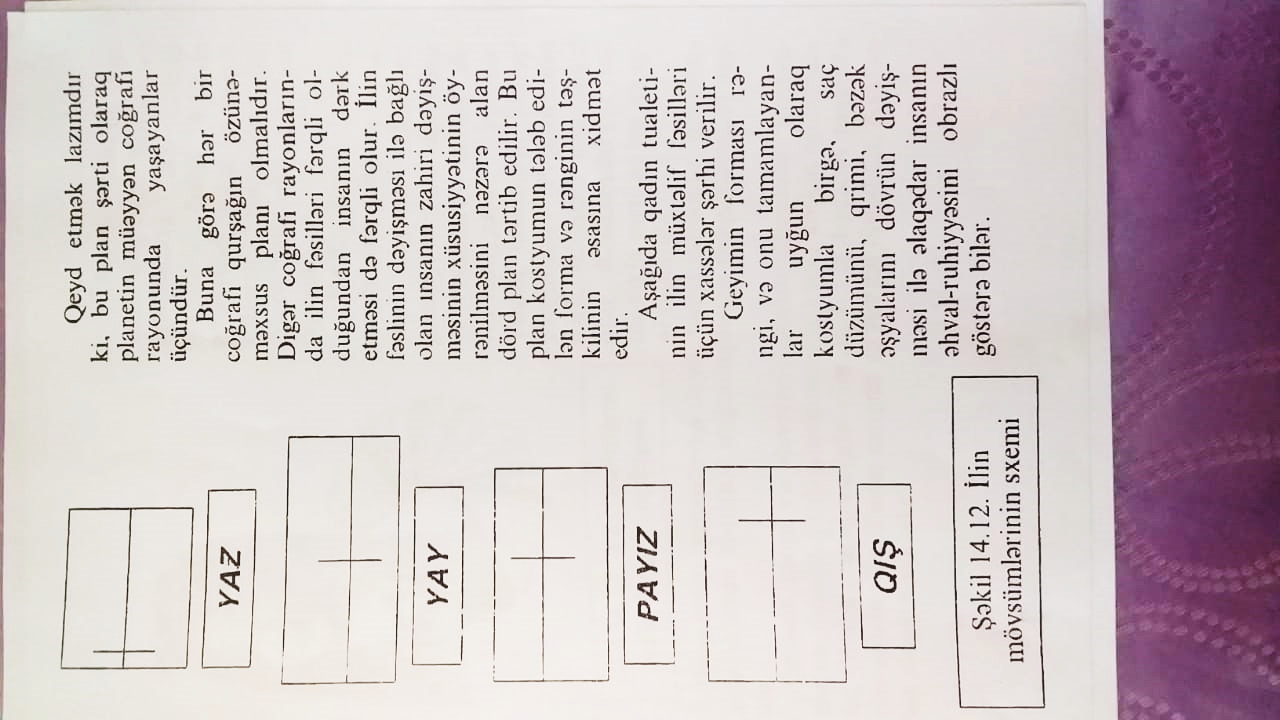 YAZ
YAY
PAYIZ
QIŞ
Şəkil 14.12. İlin
mövsümlərinin sxemi
Qeyd etmək lazımdır
ki, bu plan şərti olaraq
planetin müəyyən coğrafi
rayonunda yaşayanlar
üçündür.
Buna görə hər bir
coğrafi qurşağın özünə-
məxsus planı olmalıdır.
Digər coğrafi rayonların-
da ilin fəsilləri fərqli ol-
duğundan insanın dərk
etməsi də fərqli olur. İlin
fəslinin dəyişməsi ilə bağlı
olan insanın zahiri dəyiş-
məsinin xüsusiyyətinin öy-
rənilməsini nəzərə alan
dörd plan tərtib edilir. Bu
plan kostyumun tələb edi-
lən forma və rənginin təş-
kilinin əsasına xidmət
edir.
Aşağıda qadın tualeti-
nin ilin müxtəlif fəsilləri
üçün xassələr şərhi verilir.
Geyimin forması rə-
ngi, və onu tamamlayan-
lar uyğun olaraq
kostyumla birgə, saç
düzümünü, qrimi, bəzək
əşyalarını dövrün dəyiş-
məsi ilə əlaqədar insanın
əhval-ruhiyyəsini obrazlı
göstərə bilər.